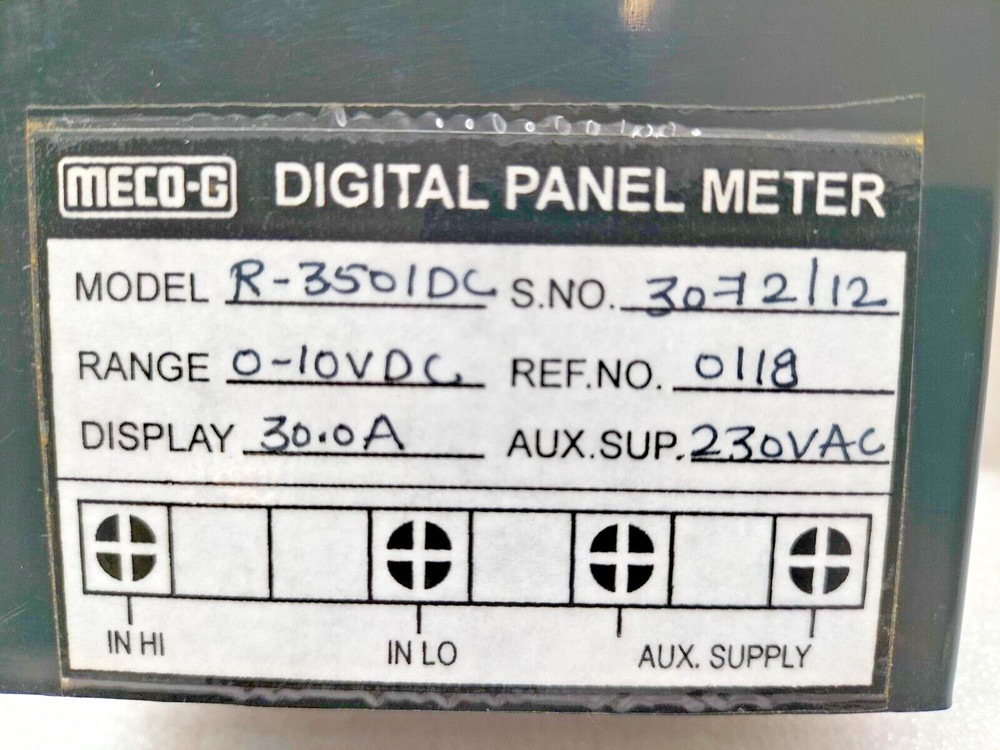 MECO-G DIGITAL PANEL METER
MODEL R-3501DC S.NO. 3072/12
RANGE 0-10VDC REF.NO. 0118
DISPLAY 30.0A AUX.SUP. 230VAC
IN HI IN LO AUX. SUPPLY